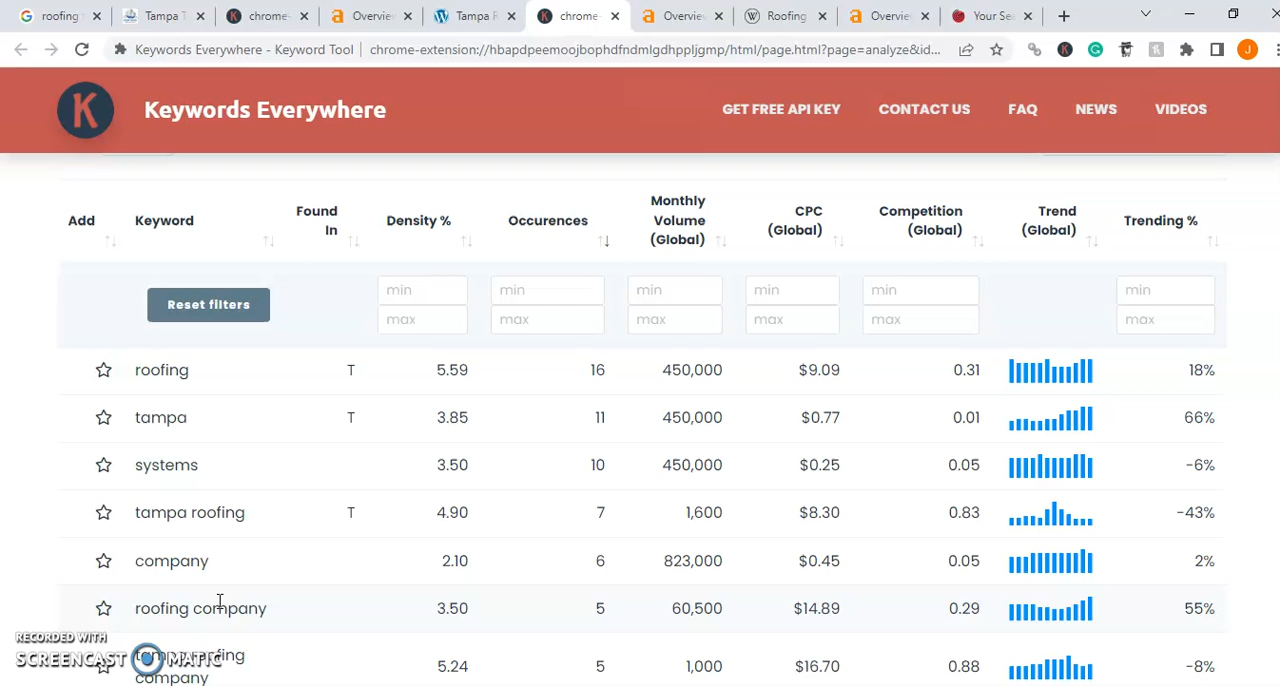 roofing
Tampa T
chrome-
Overvie
Tampa F
chrome-
Overvie
Roofing
Overvie
Your Se
Keywords Everywhere - Keyword Tool
chrome-extension://hbapdpeemoojbophdfndmlgdhppljgmp/html/page.html?page=analyze&id...
J
K Keywords Everywhere
GET FREE API KEY
CONTACT US
FAQ
NEWS
VIDEOS
Add
Keyword
Found
In
Density %
Occurences
Monthly
Volume
(Global)
CPC
(Global)
Competition
(Global)
Trend
(Global)
Trending %
Reset filters
min min min min min min
max max max max max max
roofing T 5.59 16 450,000 $9.09 0.31 18%
tampa T 3.85 11 450,000 $0.77 0.01 66%
systems 3.50 10 450,000 $0.25 0.05 -6%
tampa roofing T 4.90 7 1,600 $8.30 0.83 -43%
company 2.10 6 823,000 $0.45 0.05 2%
roofing company 3.50 5 60,500 $14.89 0.29 55%
tampa roofing
company 5.24 5 1,000 $16.70 0.88 -8%
RECORDED WITH
SCREENCAST MATIC